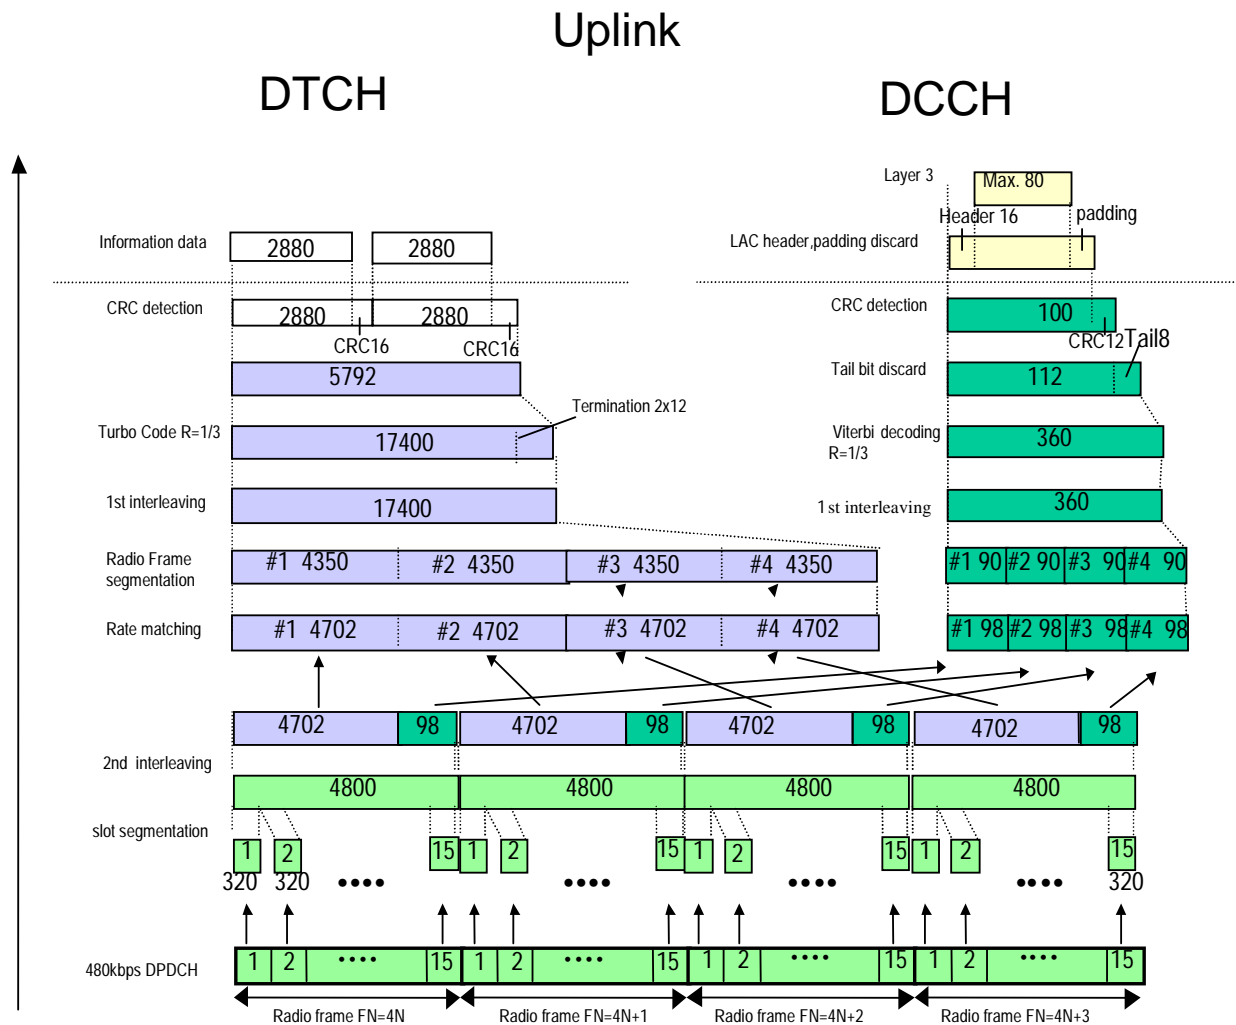 Uplink
DTCH
DCCH
Layer 3
Max. 80
Header 16
padding
Information data
2880
2880
LAC header,padding discard
CRC detection
2880
2880
CRC16
CRC16
CRC detection
100
CRC12
Tail8
5792
Tail bit discard
112
Termination 2x12
Turbo Code R=1/3
17400
Viterbi decoding
R=1/3
360
1st interleaving
17400
1st interleaving
360
Radio Frame
segmentation
#1 4350
#2 4350
#3 4350
#4 4350
#1 90
#2 90
#3 90
#4 90
Rate matching
#1 4702
#2 4702
#3 4702
#4 4702
#1 98
#2 98
#3 98
#4 98
4702
98
4702
98
4702
98
4702
98
2nd interleaving
4800
4800
4800
4800
slot segmentation
1
2
15
1
2
15
1
2
15
1
2
15
320
320
••••
••••
••••
••••
320
480kbps DPDCH
1
2
••••
15
1
2
••••
15
1
2
••••
15
1
2
••••
15
Radio frame FN=4N
Radio frame FN=4N+1
Radio frame FN=4N+2
Radio frame FN=4N+3